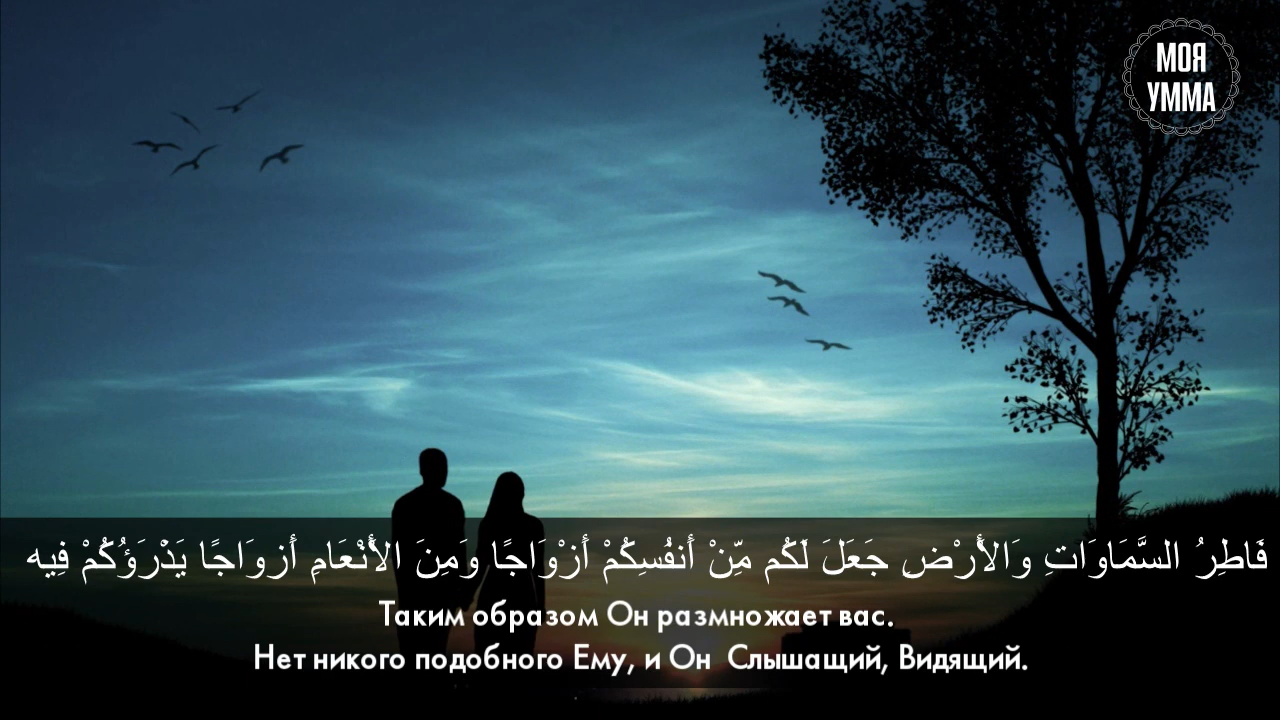 МОЯ
УММА
فَاطِرُ السَّمَاوَاتِ وَالأَرْضِ جَعَلَ لَكُم مِّنْ أَنفُسِكُمْ أَزْوَاجًا وَمِنَ الأَنْعَامِ أَزوَاجًا يَذْرَؤُكُمْ فِيه
Таким образом Он размножает вас.
Нет никого подобного Ему, и Он  Слышащий, Видящий.